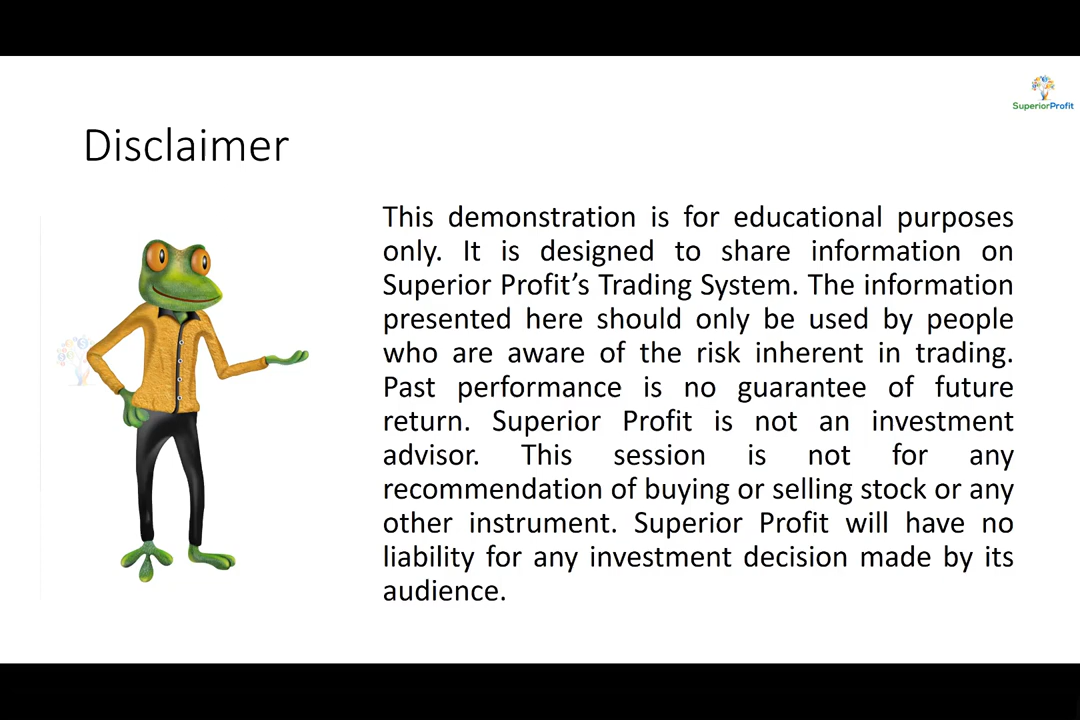 SuperiorProfit
Disclaimer
This demonstration is for educational purposes
only. It is designed to share information on
Superior Profit’s Trading System. The information
presented here should only be used by people
who are aware of the risk inherent in trading.
Past performance is no guarantee of future
return. Superior Profit is not an investment
advisor. This session is not for any
recommendation of buying or selling stock or any
other instrument. Superior Profit will have no
liability for any investment decision made by its
audience.